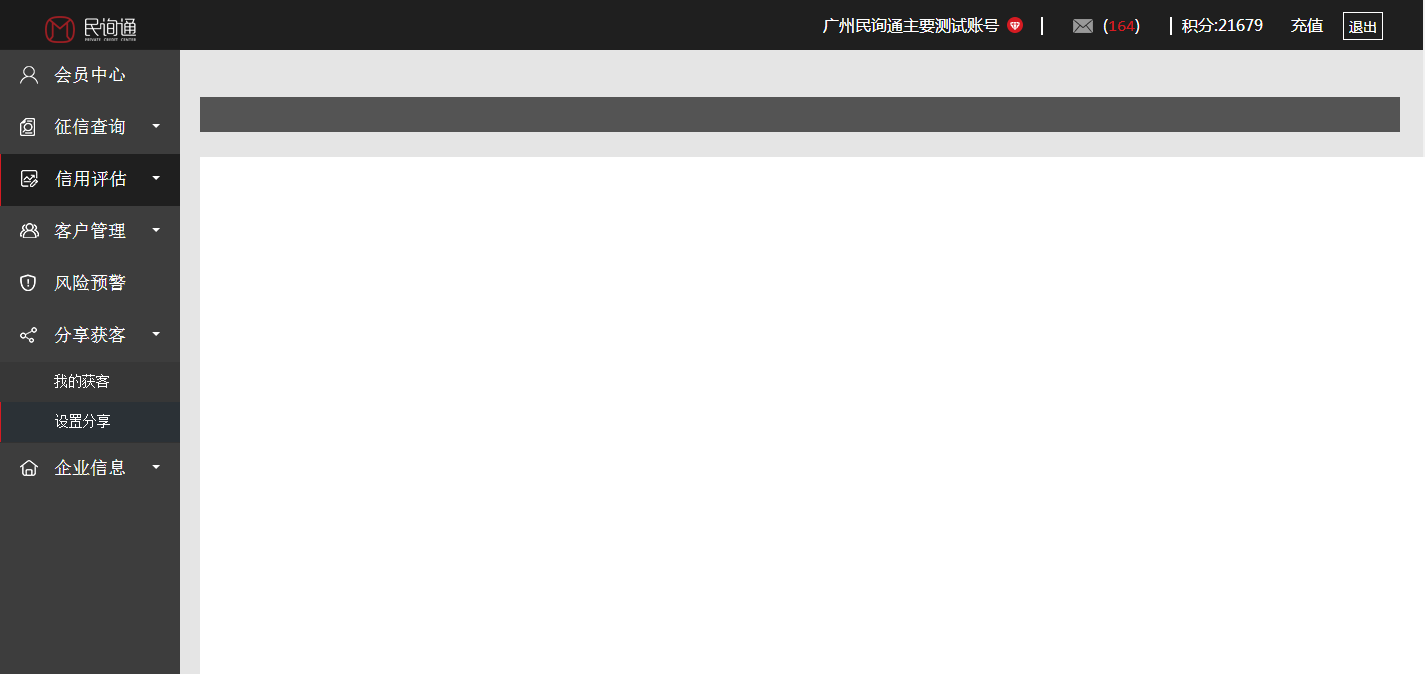 民询通
PRIVATE CREDIT CENTER
广州民询通主要测试账号 (164) 积分:21679 充值 退出
会员中心
征信查询
信用评估
客户管理
风险预警
分享获客
我的获客
设置分享
企业信息